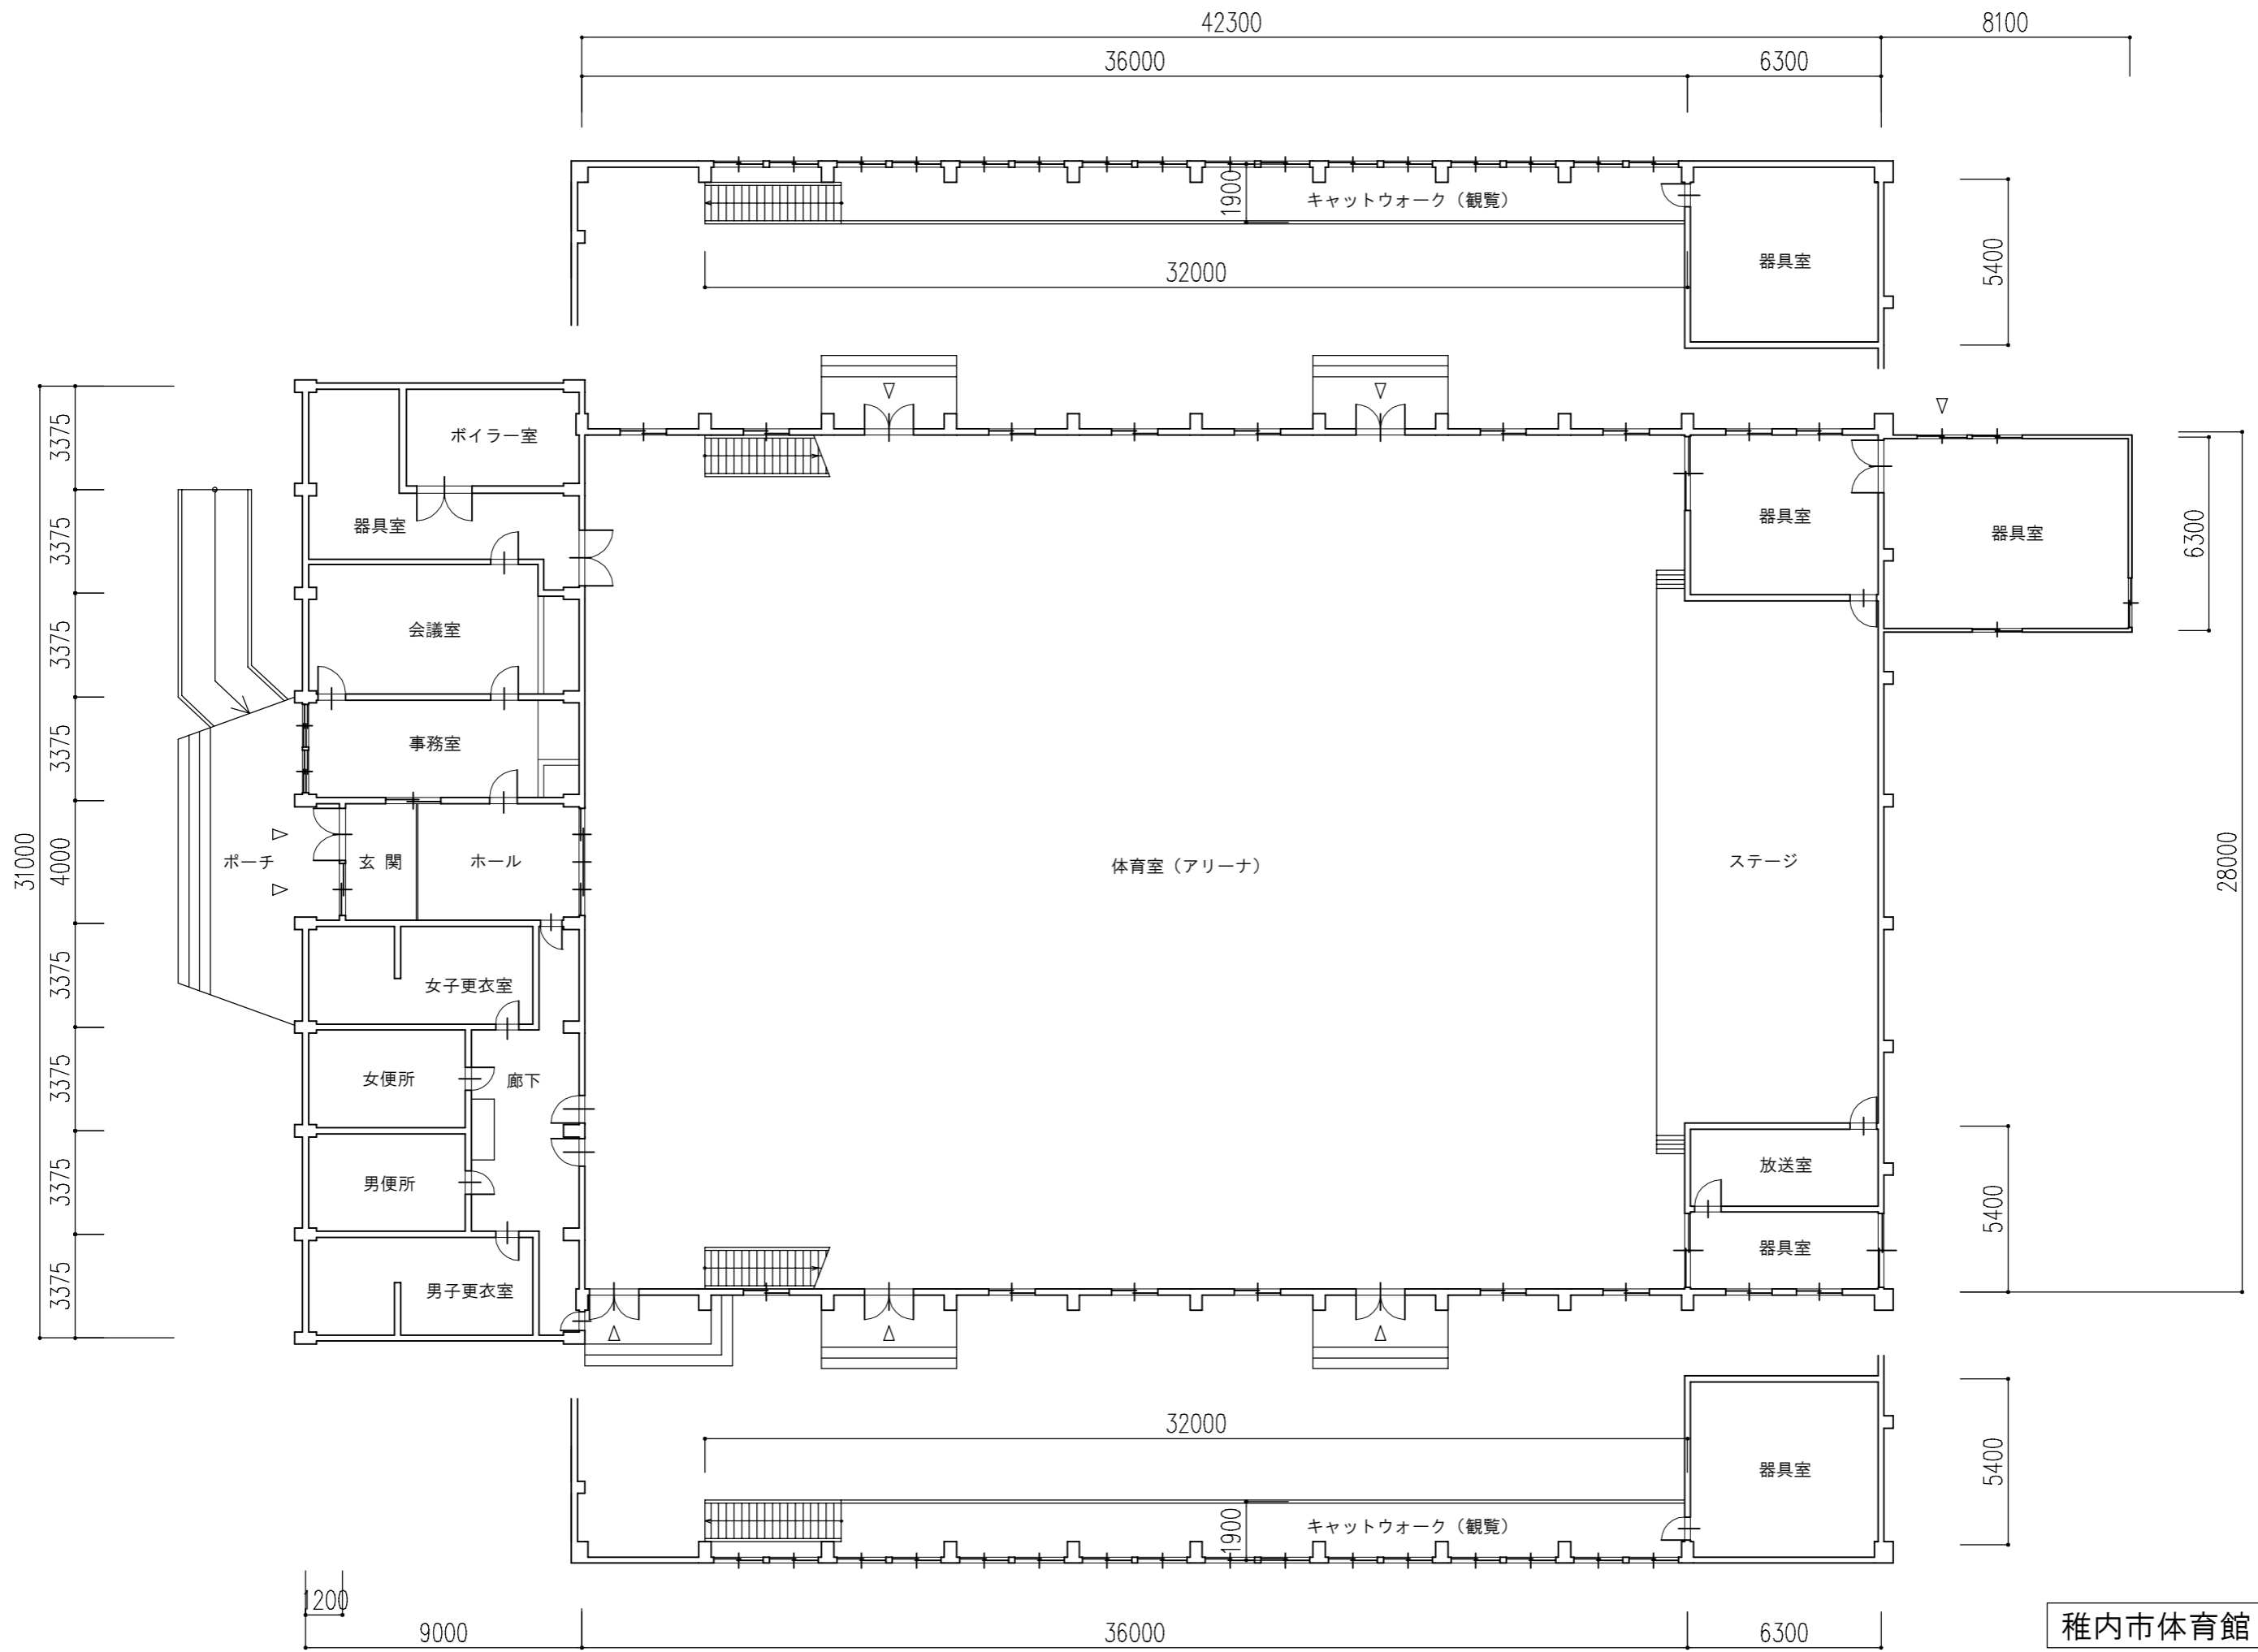 42300
8100
36000
6300
1900
キャットウォーク（観覧）
器具室
5400
32000
3375
ボイラー室
3375
器具室
器具室
器具室
6300
3375
会議室
3375
事務室
31000
4000
ポーチ
玄 関
ホール
体育室（アリーナ）
ステージ
28000
3375
女子更衣室
3375
女便所
廊下
3375
男便所
放送室
5400
3375
男子更衣室
器具室
32000
1900
キャットウォーク（観覧）
器具室
5400
1200
9000
36000
6300
稚内市体育館